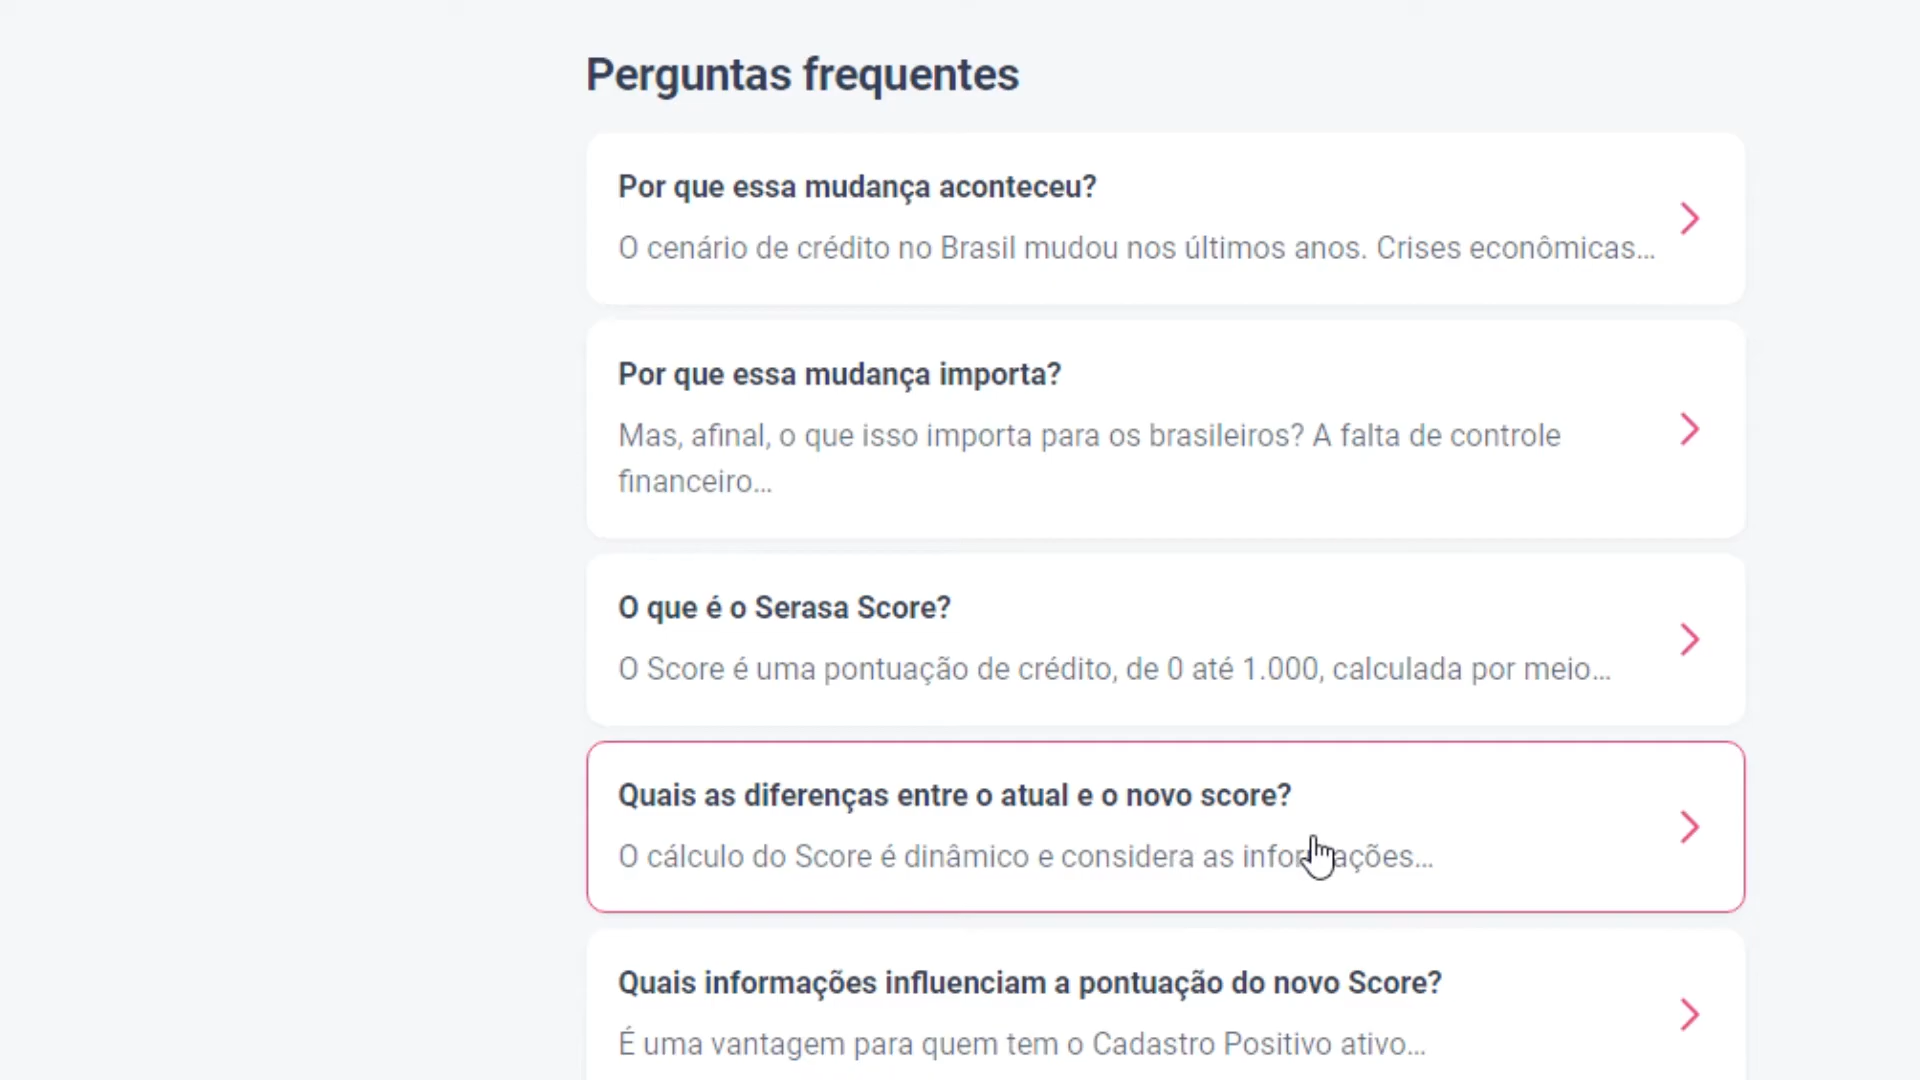 Perguntas frequentes
Por que essa mudança aconteceu?
O cenário de crédito no Brasil mudou nos últimos anos. Crises econômicas...
Por que essa mudança importa?
Mas, afinal, o que isso importa para os brasileiros? A falta de controle
financeiro...
O que é o Serasa Score?
O Score é uma pontuação de crédito, de 0 até 1.000, calculada por meio...
Quais as diferenças entre o atual e o novo score?
O cálculo do Score é dinâmico e considera as informações...
Quais informações influenciam a pontuação do novo Score?
É uma vantagem para quem tem o Cadastro Positivo ativo...